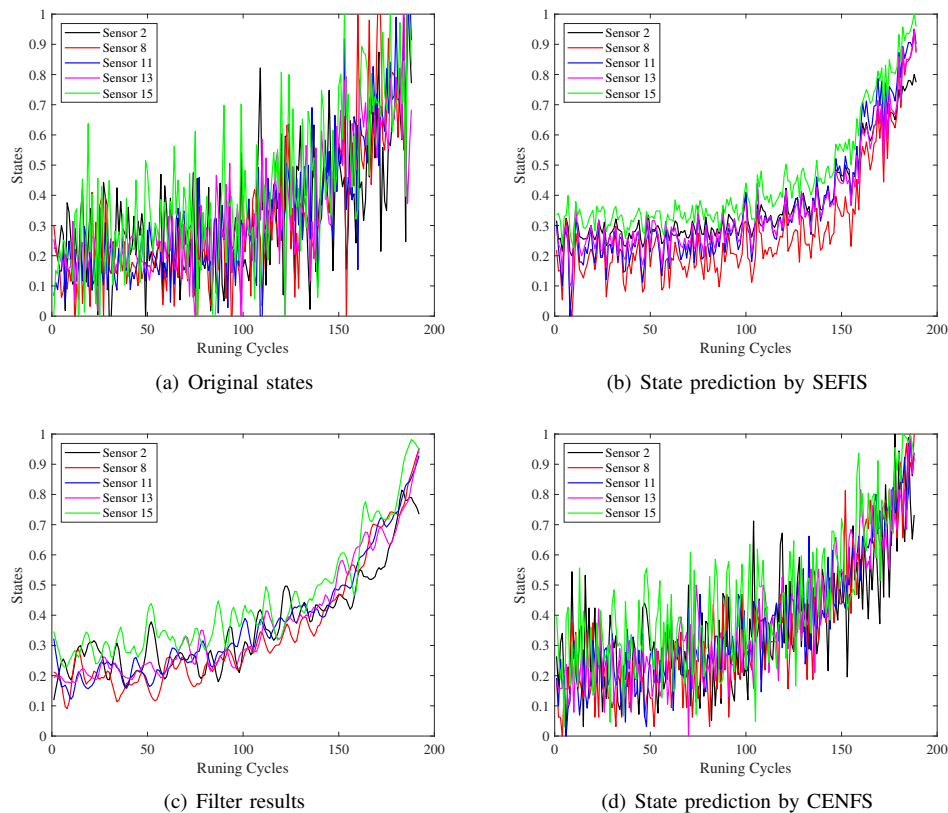 1
0.9
0.8
0.7
0.6
0.5
0.4
0.3
0.2
0.1
0
States
Sensor 2
Sensor 8
Sensor 11
Sensor 13
Sensor 15
0 50 100 150 200
Runing Cycles
(a) Original states
1
0.9
0.8
0.7
0.6
0.5
0.4
0.3
0.2
0.1
0
States
Sensor 2
Sensor 8
Sensor 11
Sensor 13
Sensor 15
0 50 100 150 200
Runing Cycles
(b) State prediction by SEFIS
1
0.9
0.8
0.7
0.6
0.5
0.4
0.3
0.2
0.1
0
States
Sensor 2
Sensor 8
Sensor 11
Sensor 13
Sensor 15
0 50 100 150 200
Runing Cycles
(c) Filter results
1
0.9
0.8
0.7
0.6
0.5
0.4
0.3
0.2
0.1
0
States
Sensor 2
Sensor 8
Sensor 11
Sensor 13
Sensor 15
0 50 100 150 200
Runing Cycles
(d) State prediction by CENFS